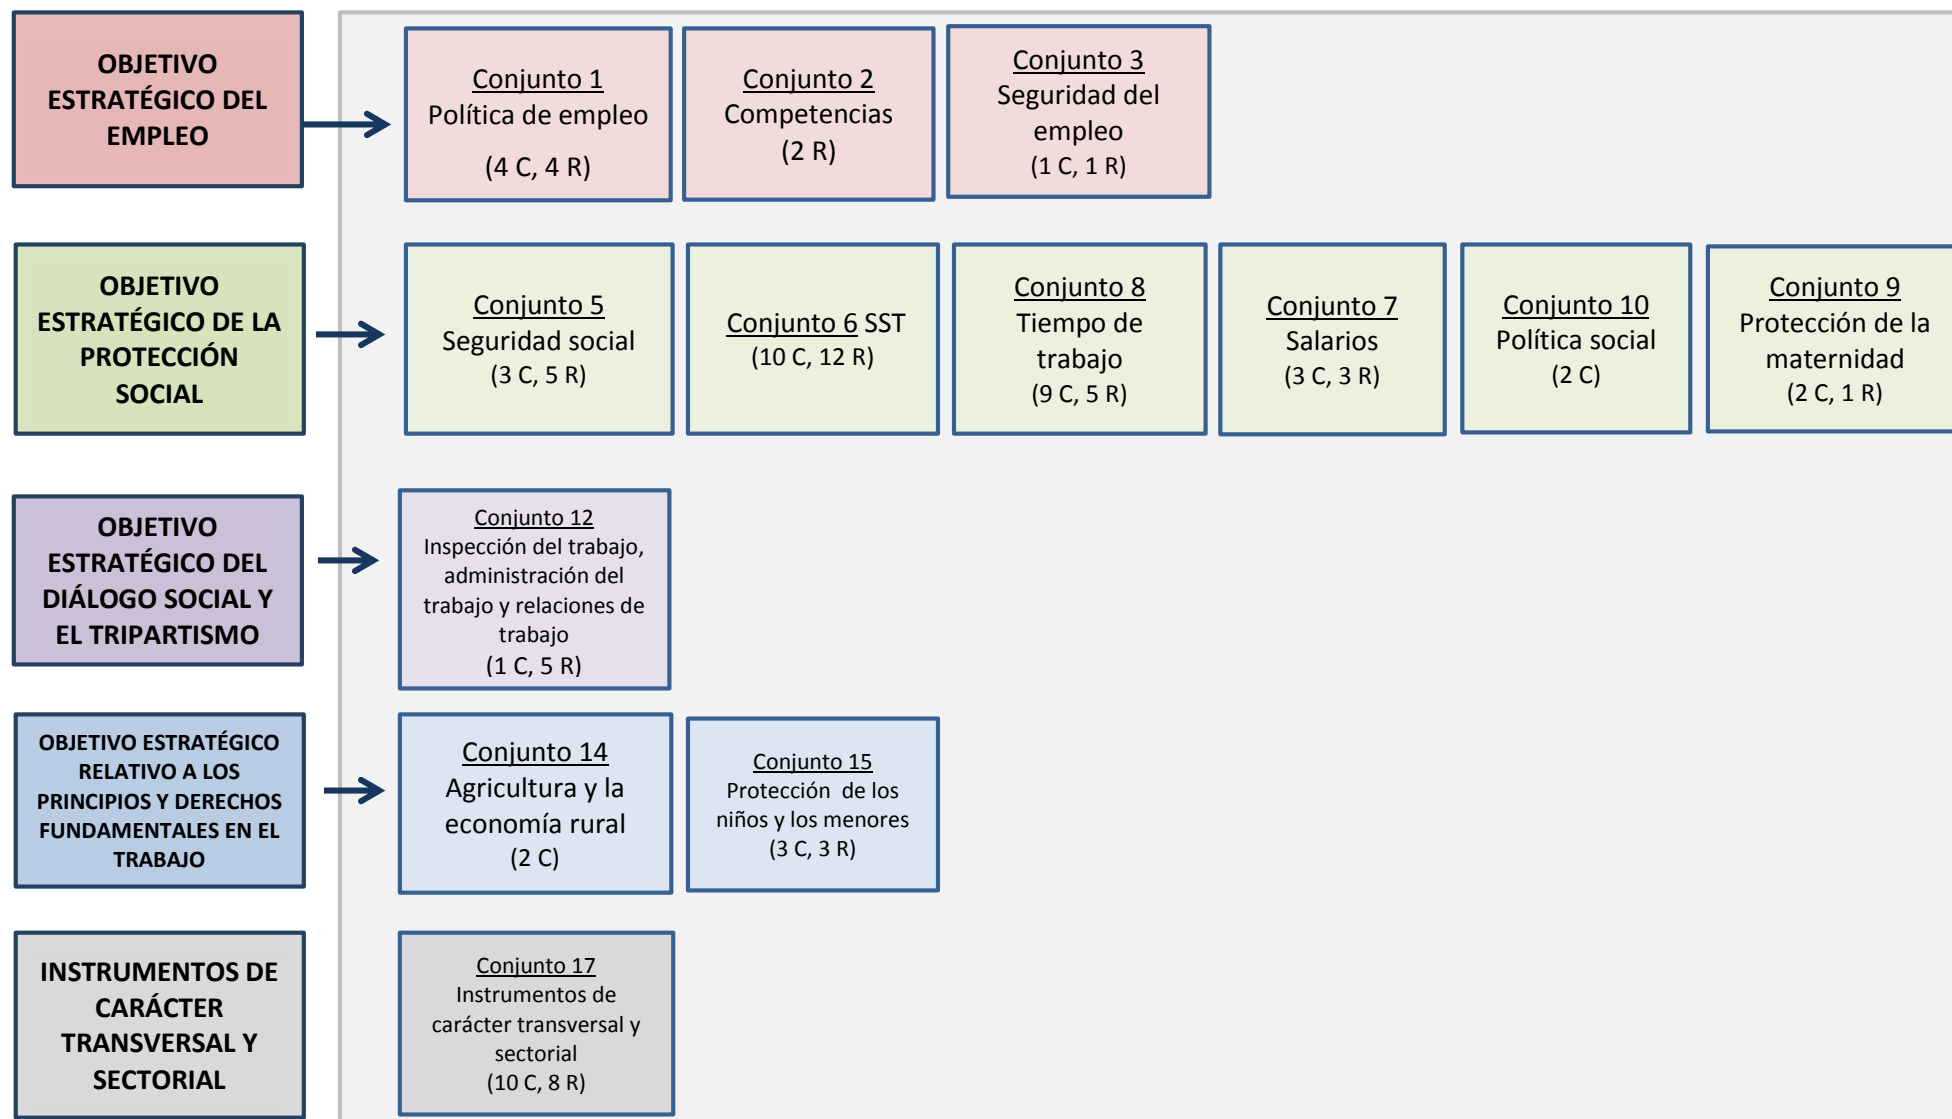 OBJETIVO
ESTRATÉGICO DEL
EMPLEO
Conjunto 1
Política de empleo
(4 C, 4 R)
Conjunto 2
Competencias
(2 R)
Conjunto 3
Seguridad del
empleo
(1 C, 1 R)
OBJETIVO
ESTRATÉGICO DE LA
PROTECCIÓN
SOCIAL
Conjunto 5
Seguridad social
(3 C, 5 R)
Conjunto 6 SST
(10 C, 12 R)
Conjunto 8
Tiempo de
trabajo
(9 C, 5 R)
Conjunto 7
Salarios
(3 C, 3 R)
Conjunto 10
Política social
(2 C)
Conjunto 9
Protección de la
maternidad
(2 C, 1 R)
OBJETIVO
ESTRATÉGICO DEL
DIÁLOGO SOCIAL Y
EL TRIPARTISMO
Conjunto 12
Inspección del trabajo,
administración del
trabajo y relaciones de
trabajo
(1 C, 5 R)
OBJETIVO ESTRATÉGICO
RELATIVO A LOS
PRINCIPIOS Y DERECHOS
FUNDAMENTALES EN EL
TRABAJO
Conjunto 14
Agricultura y la
economía rural
(2 C)
Conjunto 15
Protección  de los
niños y los menores
(3 C, 3 R)
INSTRUMENTOS DE
CARÁCTER
TRANSVERSAL Y
SECTORIAL
Conjunto 17
Instrumentos de
carácter transversal y
sectorial
(10 C, 8 R)